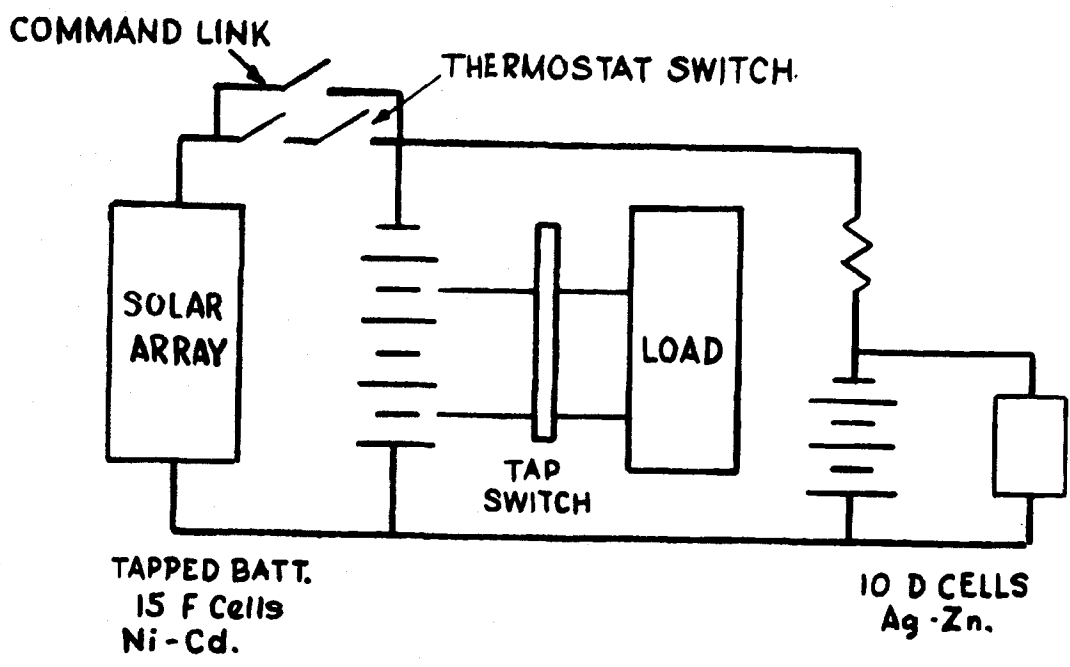 COMMAND LINK
THERMOSTAT SWITCH.
SOLAR
ARRAY
LOAD
TAP
SWITCH
TAPPED BATT.
15 F Cells
Ni-Cd.
10 D CELLS
Ag-Zn.